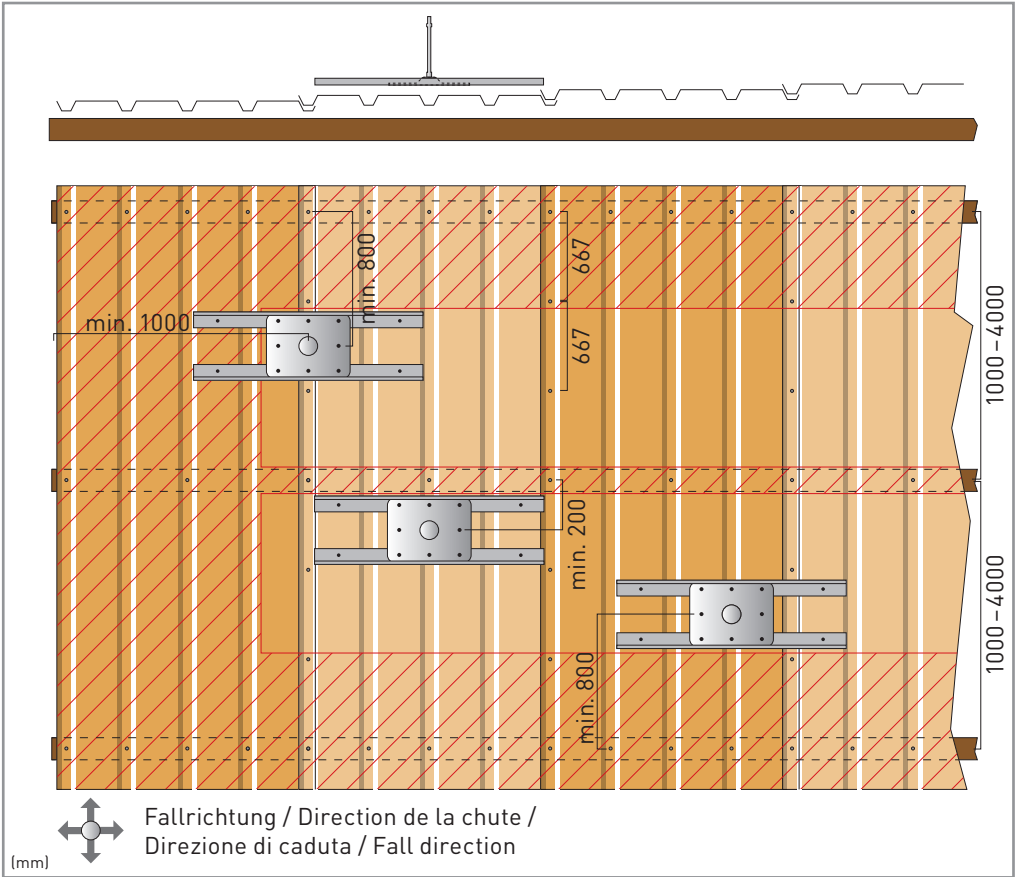 min. 800
667
min. 1000
667
1000–4000
min. 200
min. 800
1000–4000
Fallrichtung / Direction de la chute /
Direzione di caduta / Fall direction
(mm)